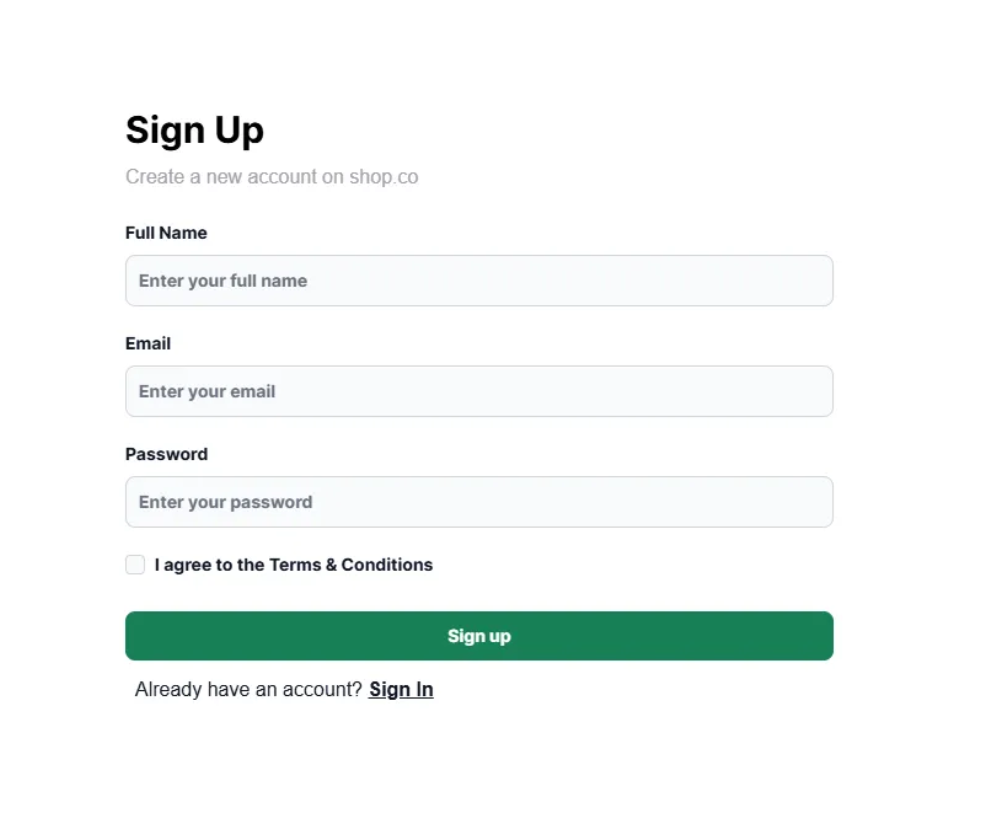 Sign Up
Create a new account on shop.co
Full Name
Enter your full name
Email
Enter your email
Password
Enter your password
I agree to the Terms & Conditions
Sign up
Already have an account? Sign In